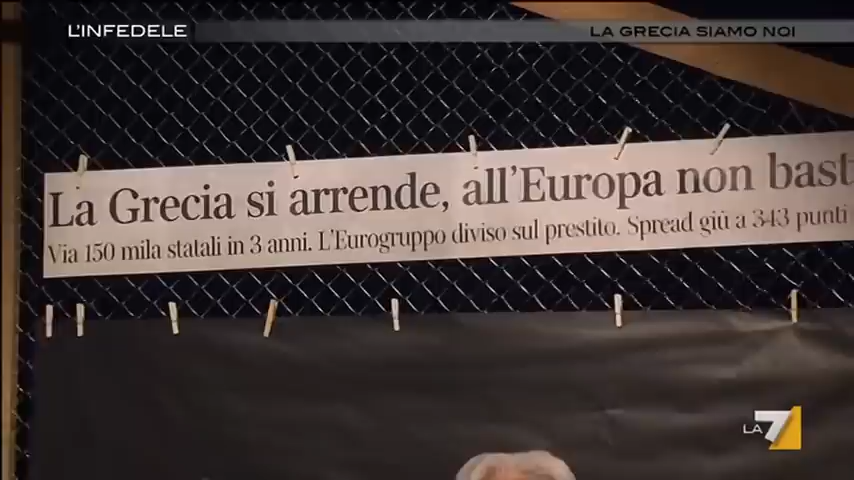 L'INFEDELE
LA GRECIA SIAMO NOI
La Grecia si arrende, all'Europa non
Via 150 mila statali in 3 anni. L'Eurogruppo diviso sul prestito. Spread giù a 343 punti
LA7